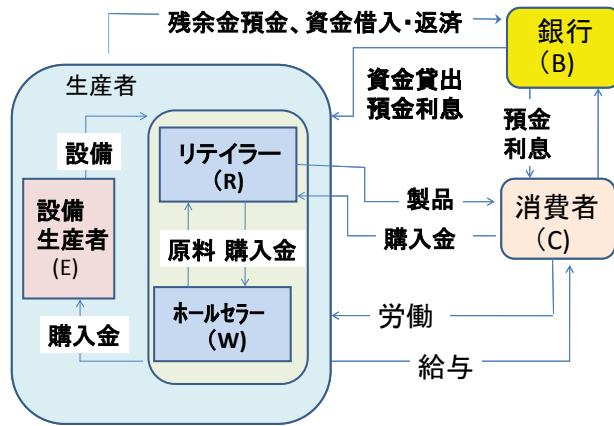 残余金預金、資金借入・返済
銀行
（B）
生産者
資金貸出
預金利息
設備
リテイラー
（R）
預金
利息
製品
設備
生産者
(E)
消費者
（C）
購入金
原料 購入金
ホールセラー
（W）
購入金
労働
給与